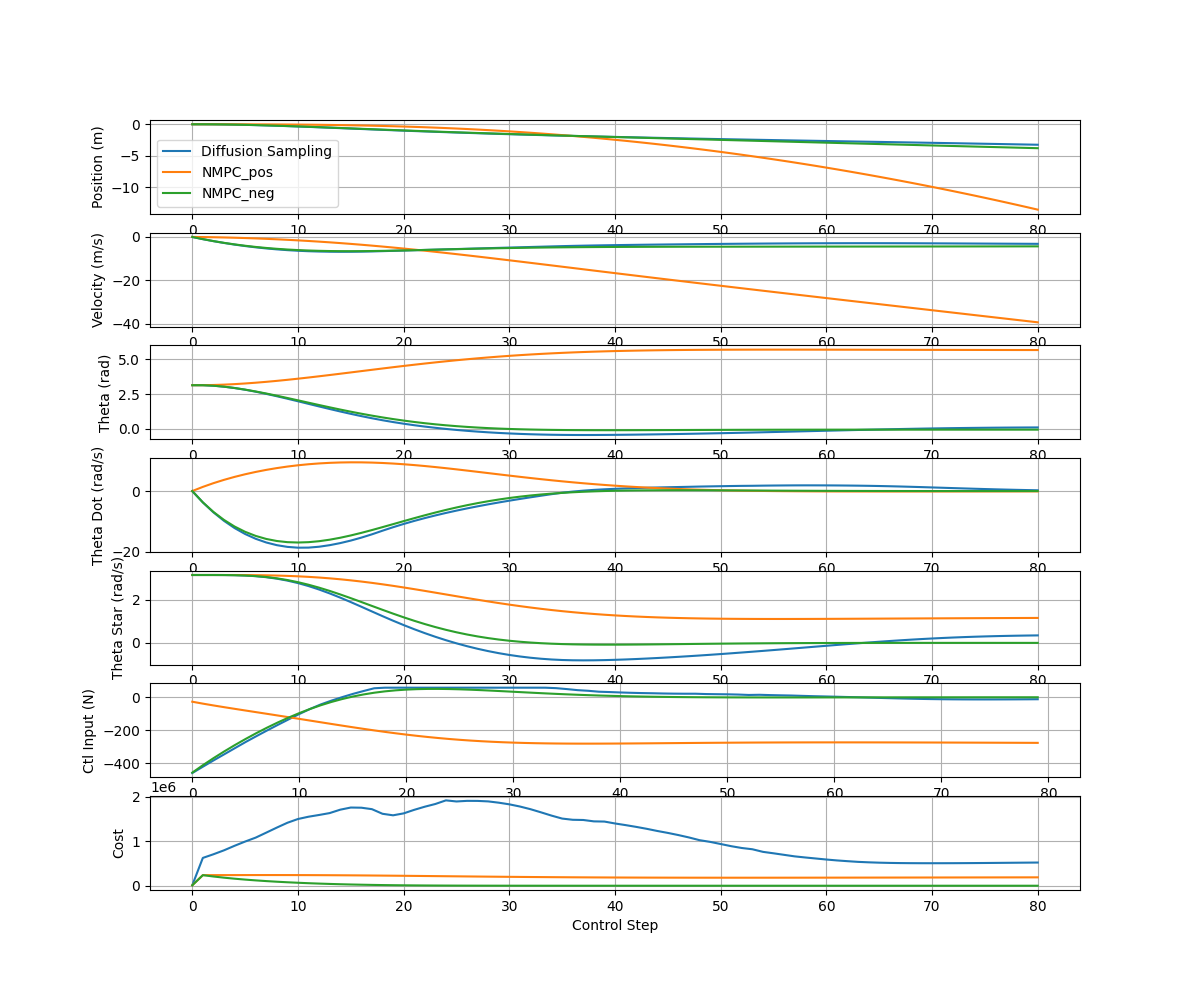 Position (m)
0
−5
−10
Diffusion Sampling
NMPC_pos
NMPC_neg
0 10 20 30 40 50 60 70 80
Velocity (m/s)
0
−20
−40
0 10 20 30 40 50 60 70 80
Theta (rad)
5.0
2.5
0.0
0 10 20 30 40 50 60 70 80
Theta Dot (rad/s)
0
−20
0 10 20 30 40 50 60 70 80
Theta Star (rad/s)
2
0
0 10 20 30 40 50 60 70 80
Ctl Input (N)
0
−200
−400
0 10 20 30 40 50 60 70 80
1e6
Cost
2
1
0
0 10 20 30 40 50 60 70 80
Control Step